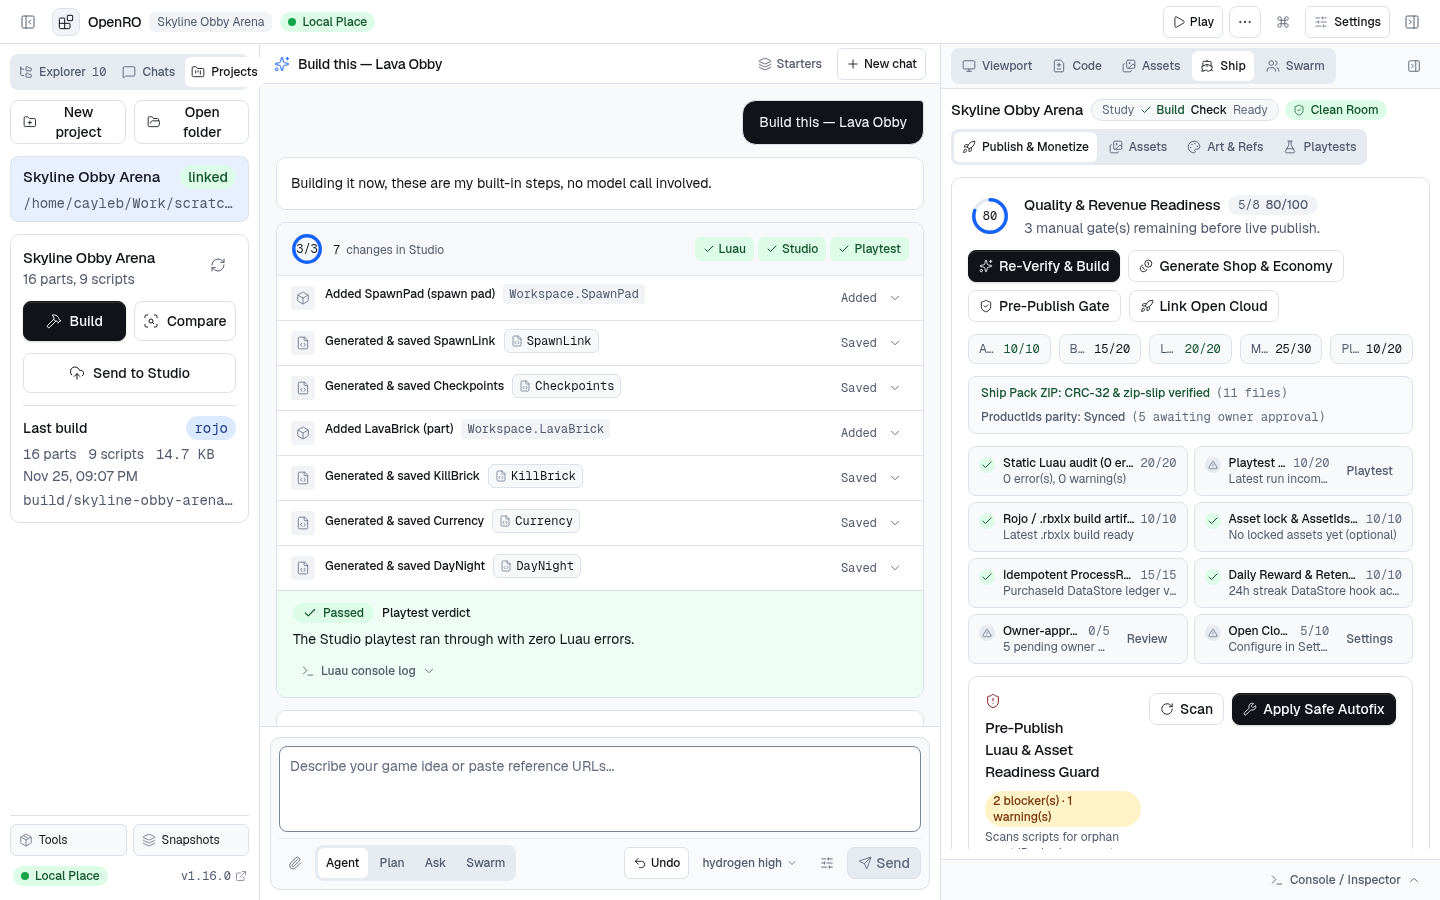 OpenRO Skyline Obby Arena Local Place
Play ... Settings
Explorer 10 Chats Projects
New project
Open folder
Skyline Obby Arena linked
/home/cayleb/Work/scratc…
Skyline Obby Arena
16 parts, 9 scripts
Build Compare
Send to Studio
Last build rojo
16 parts 9 scripts 14.7 KB
Nov 25, 09:07 PM
build/skyline-obby-arena…
Tools Snapshots
Local Place v1.16.0
Build this — Lava Obby Starters New chat
Build this — Lava Obby
Building it now, these are my built-in steps, no model call involved.
3/3 7 changes in Studio Luau Studio Playtest
Added SpawnPad (spawn pad) Workspace.SpawnPad Added
Generated & saved SpawnLink SpawnLink Saved
Generated & saved Checkpoints Checkpoints Saved
Added LavaBrick (part) Workspace.LavaBrick Added
Generated & saved KillBrick KillBrick Saved
Generated & saved Currency Currency Saved
Generated & saved DayNight DayNight Saved
Passed Playtest verdict
The Studio playtest ran through with zero Luau errors.
Luau console log
Describe your game idea or paste reference URLs…
Agent Plan Ask Swarm Undo hydrogen high Send
Viewport Code Assets Ship Swarm
Skyline Obby Arena Study Build Check Ready Clean Room
Publish & Monetize Assets Art & Refs Playtests
80 Quality & Revenue Readiness 5/8 80/100
3 manual gate(s) remaining before live publish.
Re-Verify & Build Generate Shop & Economy
Pre-Publish Gate Link Open Cloud
A… 10/10 B… 15/20 L… 20/20 M… 25/30 Pl… 10/20
Ship Pack ZIP: CRC-32 & zip-slip verified (11 files)
ProductIds parity: Synced (5 awaiting owner approval)
Static Luau audit (0 er… 20/20
0 error(s), 0 warning(s)
Playtest … 10/20
Latest run incom… Playtest
Rojo / .rbxlx build artif… 10/10
Latest .rbxlx build ready
Asset lock & AssetIds… 10/10
No locked assets yet (optional)
Idempotent ProcessR… 15/15
PurchaseId DataStore ledger v…
Daily Reward & Reten… 10/10
24h streak DataStore hook ac…
Owner-appr… 0/5
5 pending owner … Review
Open Clo… 5/10
Configure in Sett… Settings
Pre-Publish
Luau & Asset
Readiness Guard
Scan Apply Safe Autofix
2 blocker(s) · 1
warning(s)
Scans scripts for orphan
Console / Inspector